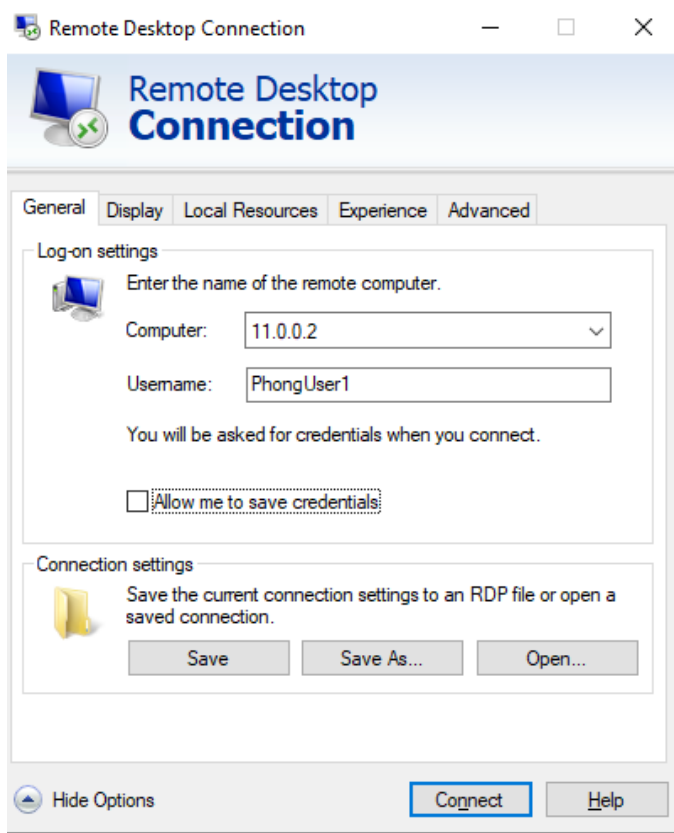 Remote Desktop Connection
Remote Desktop
Connection
General Display Local Resources Experience Advanced
Log-on settings
Enter the name of the remote computer.
Computer: 11.0.0.2
Username: PhongUser1
You will be asked for credentials when you connect.
Allow me to save credentials
Connection settings
Save the current connection settings to an RDP file or open a
saved connection.
Save Save As... Open...
Hide Options Connect Help